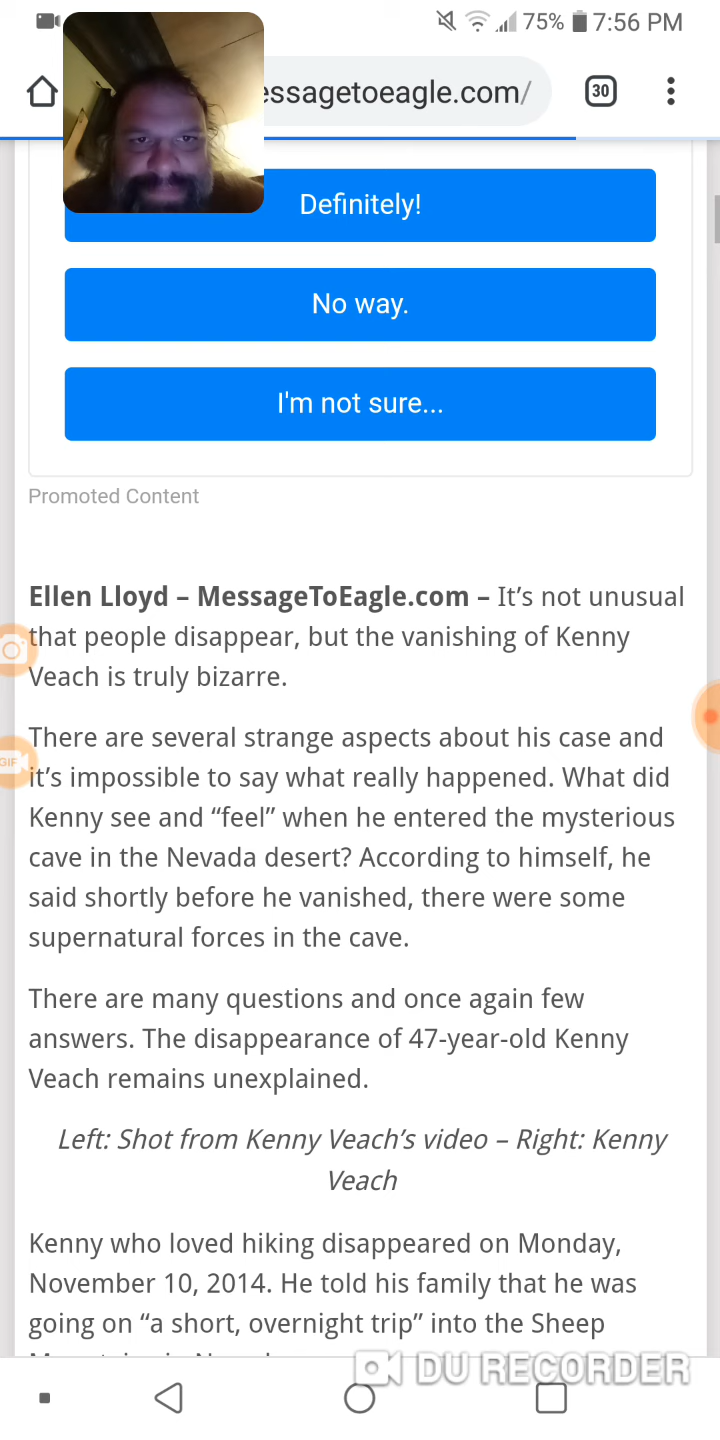 75% 7:56 PM
essagetoeagle.com/
30
Definitely!
No way.
I'm not sure...
Promoted Content
Ellen Lloyd – MessageToEagle.com – It’s not unusual
that people disappear, but the vanishing of Kenny
Veach is truly bizarre.
There are several strange aspects about his case and
it’s impossible to say what really happened. What did
Kenny see and “feel” when he entered the mysterious
cave in the Nevada desert? According to himself, he
said shortly before he vanished, there were some
supernatural forces in the cave.
There are many questions and once again few
answers. The disappearance of 47-year-old Kenny
Veach remains unexplained.
Left: Shot from Kenny Veach’s video – Right: Kenny
Veach
Kenny who loved hiking disappeared on Monday,
November 10, 2014. He told his family that he was
going on “a short, overnight trip” into the Sheep
GIF
DU RECORDER